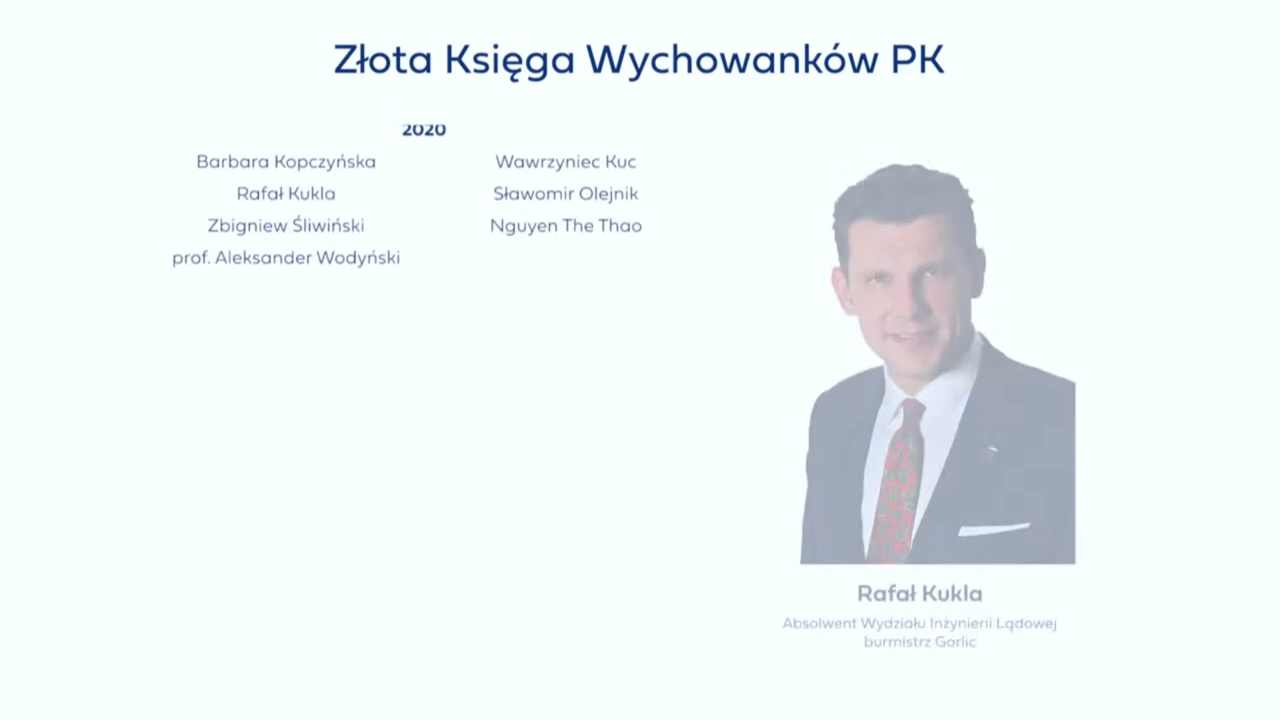 Złota Księga Wychowanków PK
2020
Barbara Kopczyńska
Rafał Kukla
Zbigniew Śliwiński
prof. Aleksander Wodyński
Wawrzyniec Kuc
Sławomir Olejnik
Nguyen The Thao
Rafał Kukla
Absolwent Wydziału Inżynierii Lądowej
burmistrz Gorlic